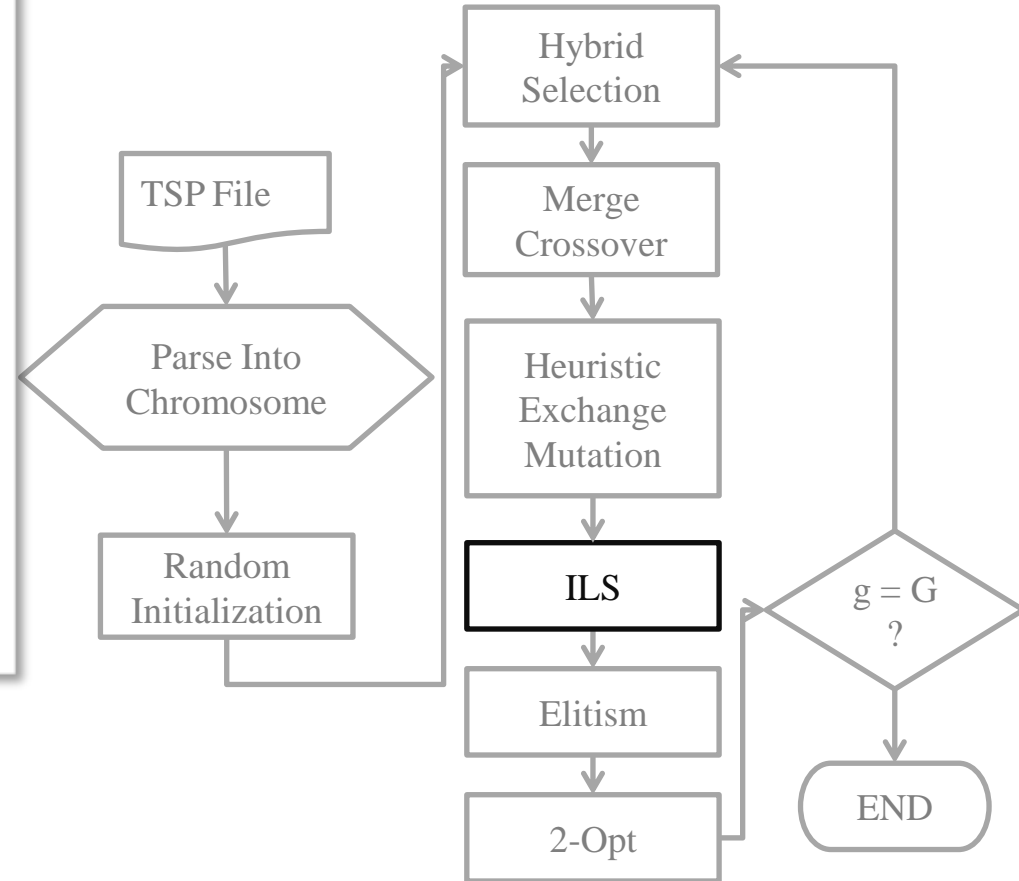 TSP File
Parse Into
Chromosome
Random
Initialization
Hybrid
Selection
Merge
Crossover
Heuristic
Exchange
Mutation
ILS
Elitism
2-Opt
g = G
?
END